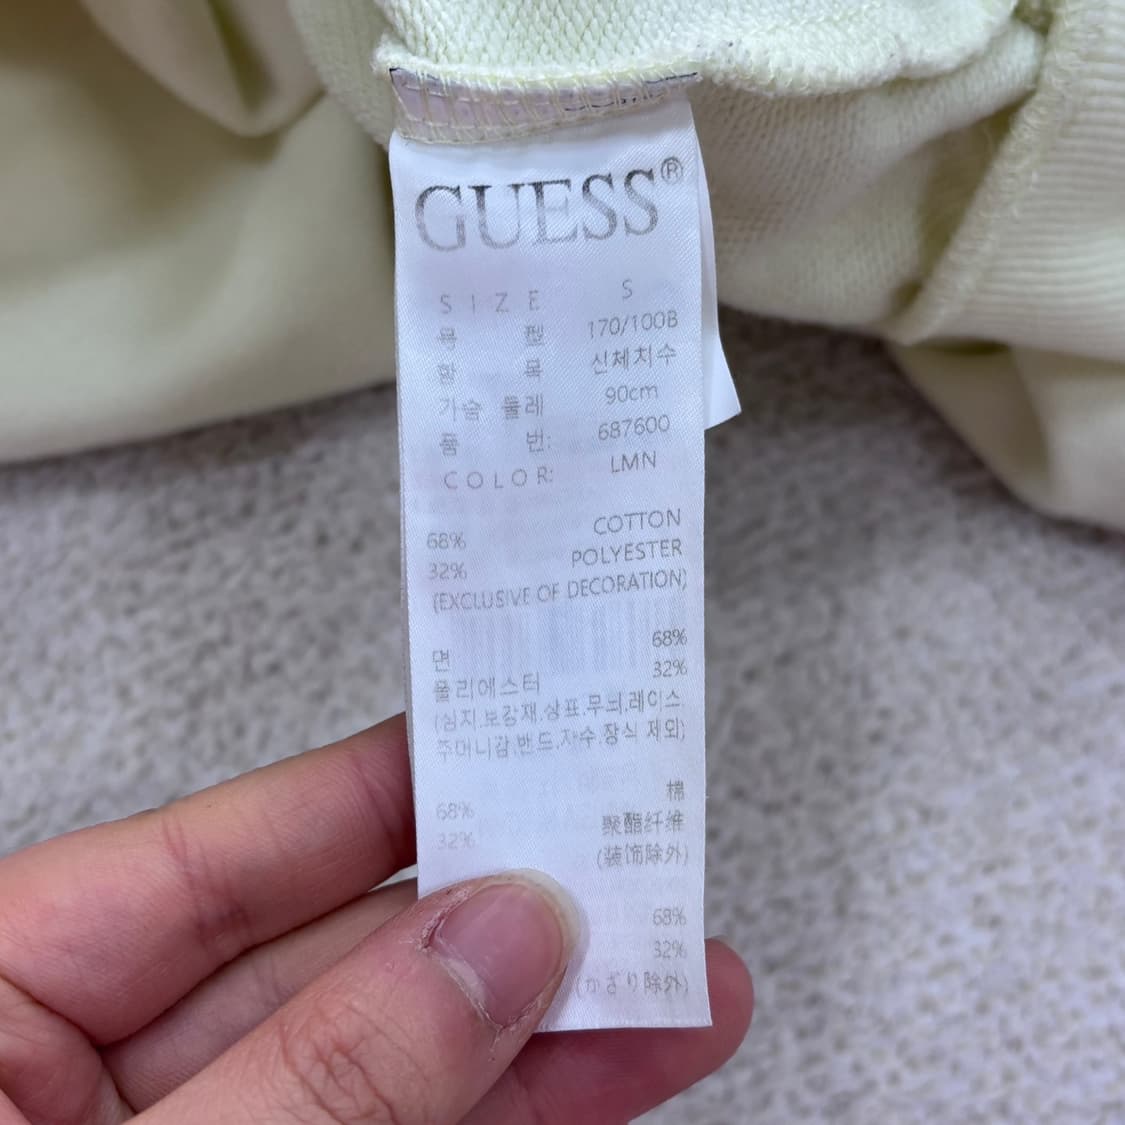 GUESS®
SIZE S
호 型 170/100B
항 목 신체치수
가슴 둘레 90cm
품 번: 687600
COLOR: LMN
68% COTTON
32% POLYESTER
(EXCLUSIVE OF DECORATION)
면 68%
폴리에스터 32%
(심지.보강재.상표.무늬.레이스.
주머니감.밴드.자수.장식 제외)
68% 棉
32% 聚酯纤维
(装饰除外)
68%
32%
(かざり除外)